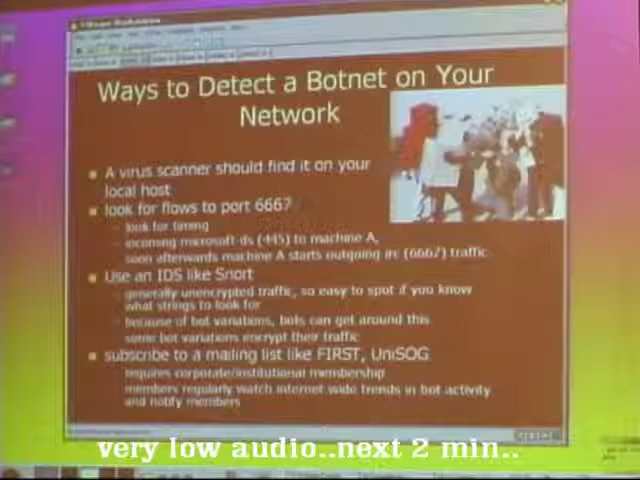 Ways to Detect a Botnet on Your
Network
A virus scanner should find it on your
local host
look for flows to port 6667
look for timing
incoming microsoft-ds (445) to machine A,
soon afterwards machine A starts outgoing irc (6667) traffic
Use an IDS like Snort
generally unencrypted traffic, so easy to spot if you know
what strings to look for
because of bot variations, bots can get around this
some bot variations encrypt their traffic
subscribe to a mailing list like FIRST, UniSOG
requires corporate/institutional membership
members regularly watch internet wide trends in bot activity
and notify members
very low audio..next 2 min..